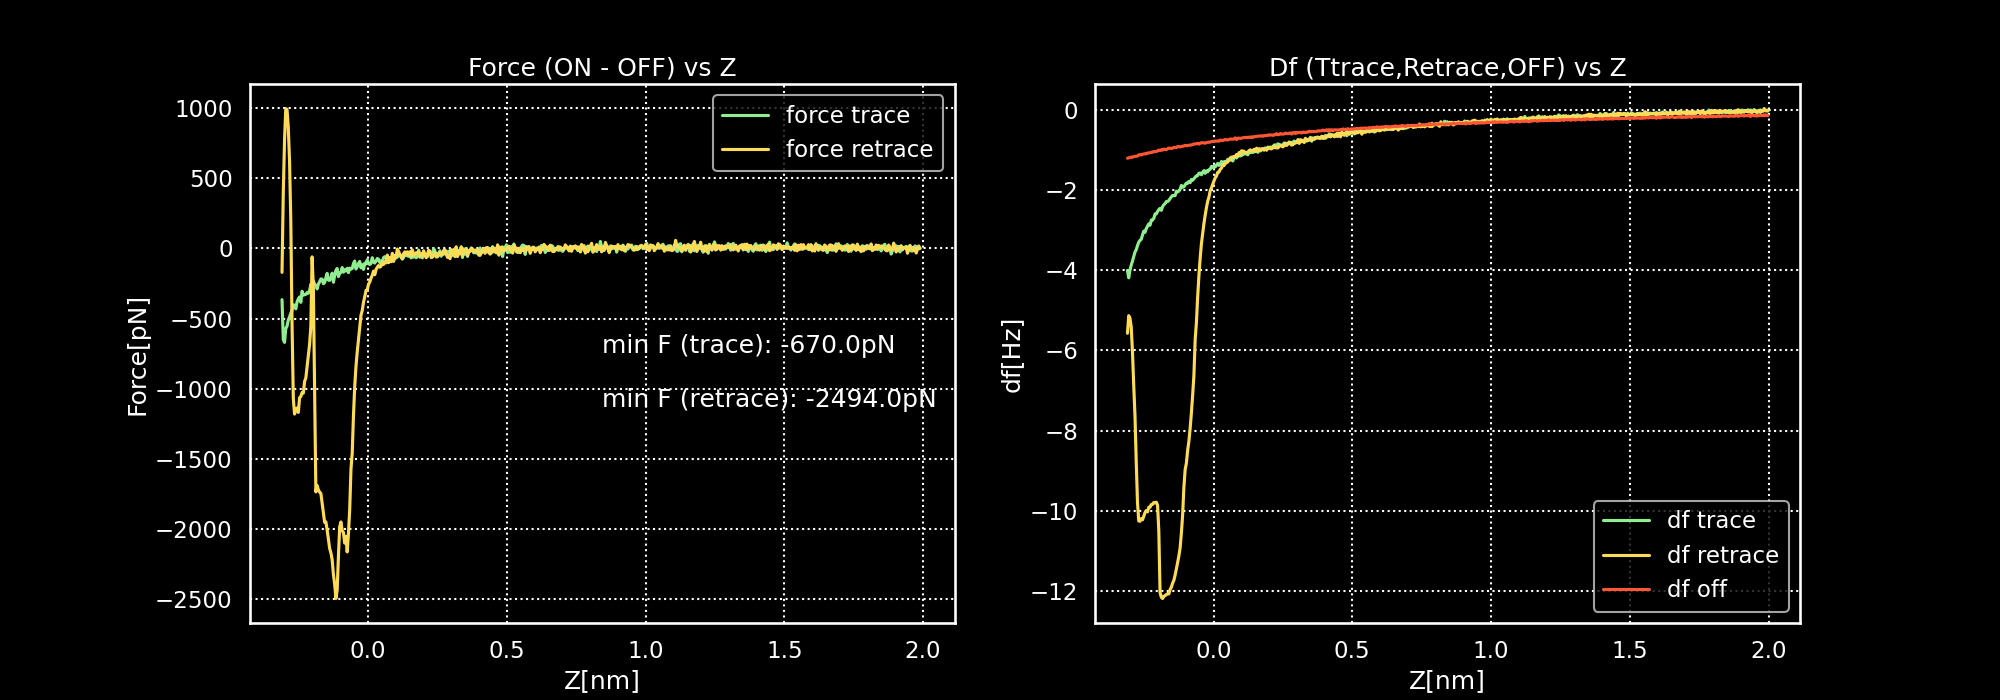 Force (ON - OFF) vs Z
1000
500
0
−500
−1000
−1500
−2000
−2500
Force[pN]
force trace
force retrace
min F (trace): -670.0pN
min F (retrace): -2494.0pN
0.0 0.5 1.0 1.5 2.0
Z[nm]
Df (Ttrace,Retrace,OFF) vs Z
0
−2
−4
−6
−8
−10
−12
df[Hz]
df trace
df retrace
df off
0.0 0.5 1.0 1.5 2.0
Z[nm]